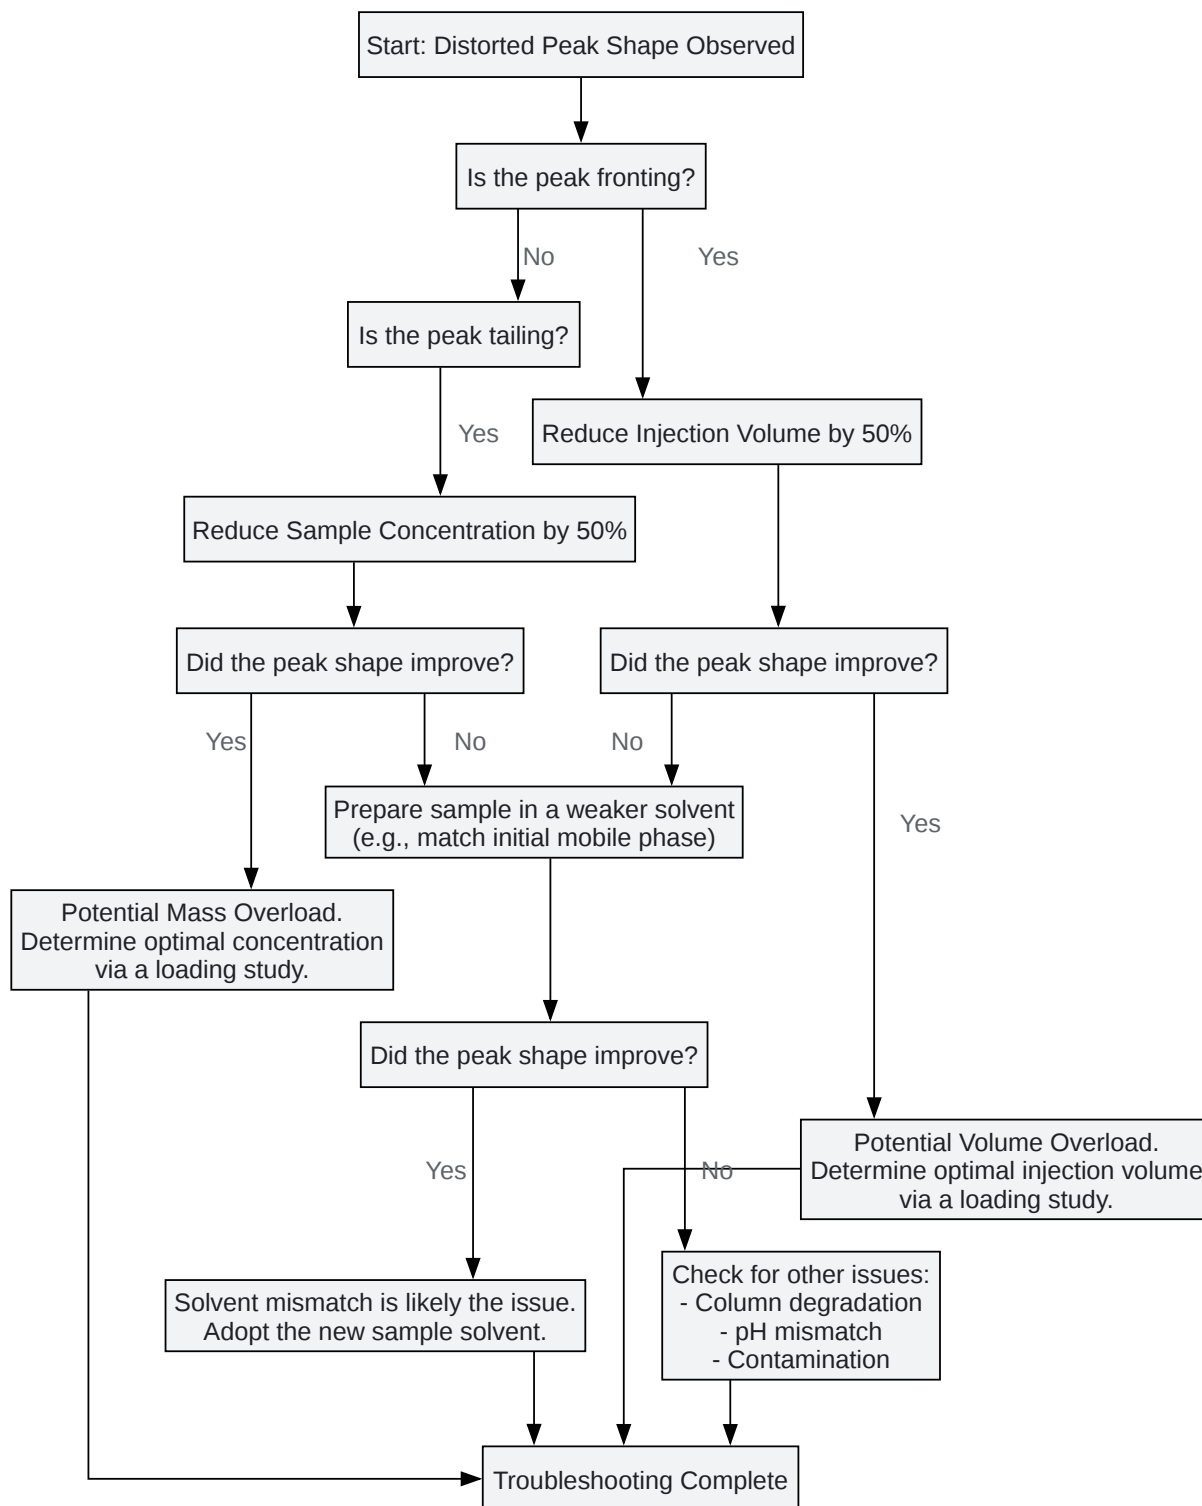 Start: Distorted Peak Shape Observed
Is the peak fronting?
No
Yes
Is the peak tailing?
Yes
Reduce Injection Volume by 50%
Reduce Sample Concentration by 50%
Did the peak shape improve?
Did the peak shape improve?
Yes
No
No
Prepare sample in a weaker solvent
(e.g., match initial mobile phase)
Yes
Potential Mass Overload.
Determine optimal concentration
via a loading study.
Did the peak shape improve?
Yes
No
Potential Volume Overload.
Determine optimal injection volume
via a loading study.
Solvent mismatch is likely the issue.
Adopt the new sample solvent.
Check for other issues:
- Column degradation
- pH mismatch
- Contamination
Troubleshooting Complete